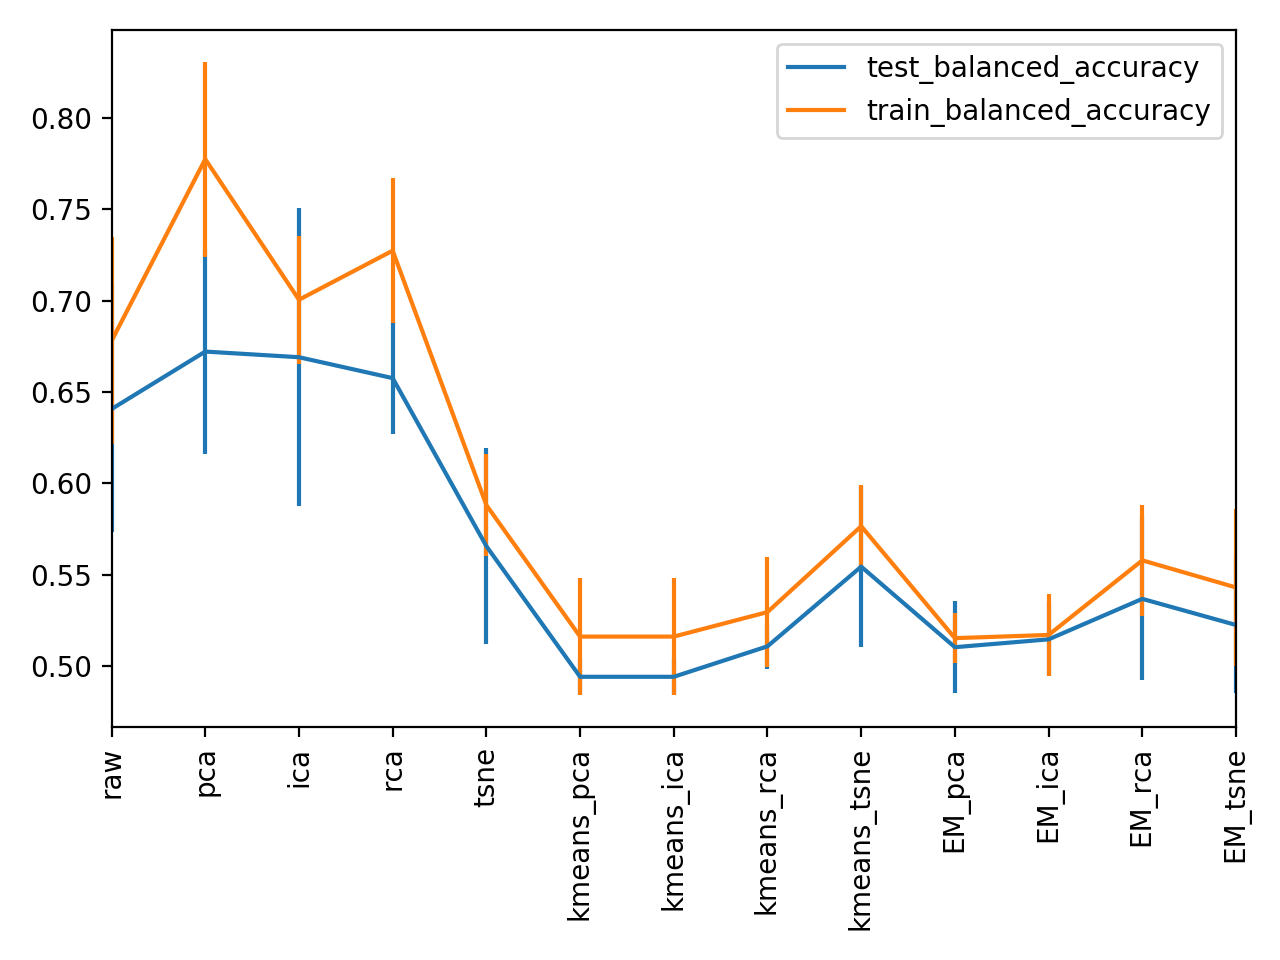 test_balanced_accuracy
train_balanced_accuracy
0.80
0.75
0.70
0.65
0.60
0.55
0.50
raw
pca
ica
rca
tsne
kmeans_pca
kmeans_ica
kmeans_rca
kmeans_tsne
EM_pca
EM_ica
EM_rca
EM_tsne